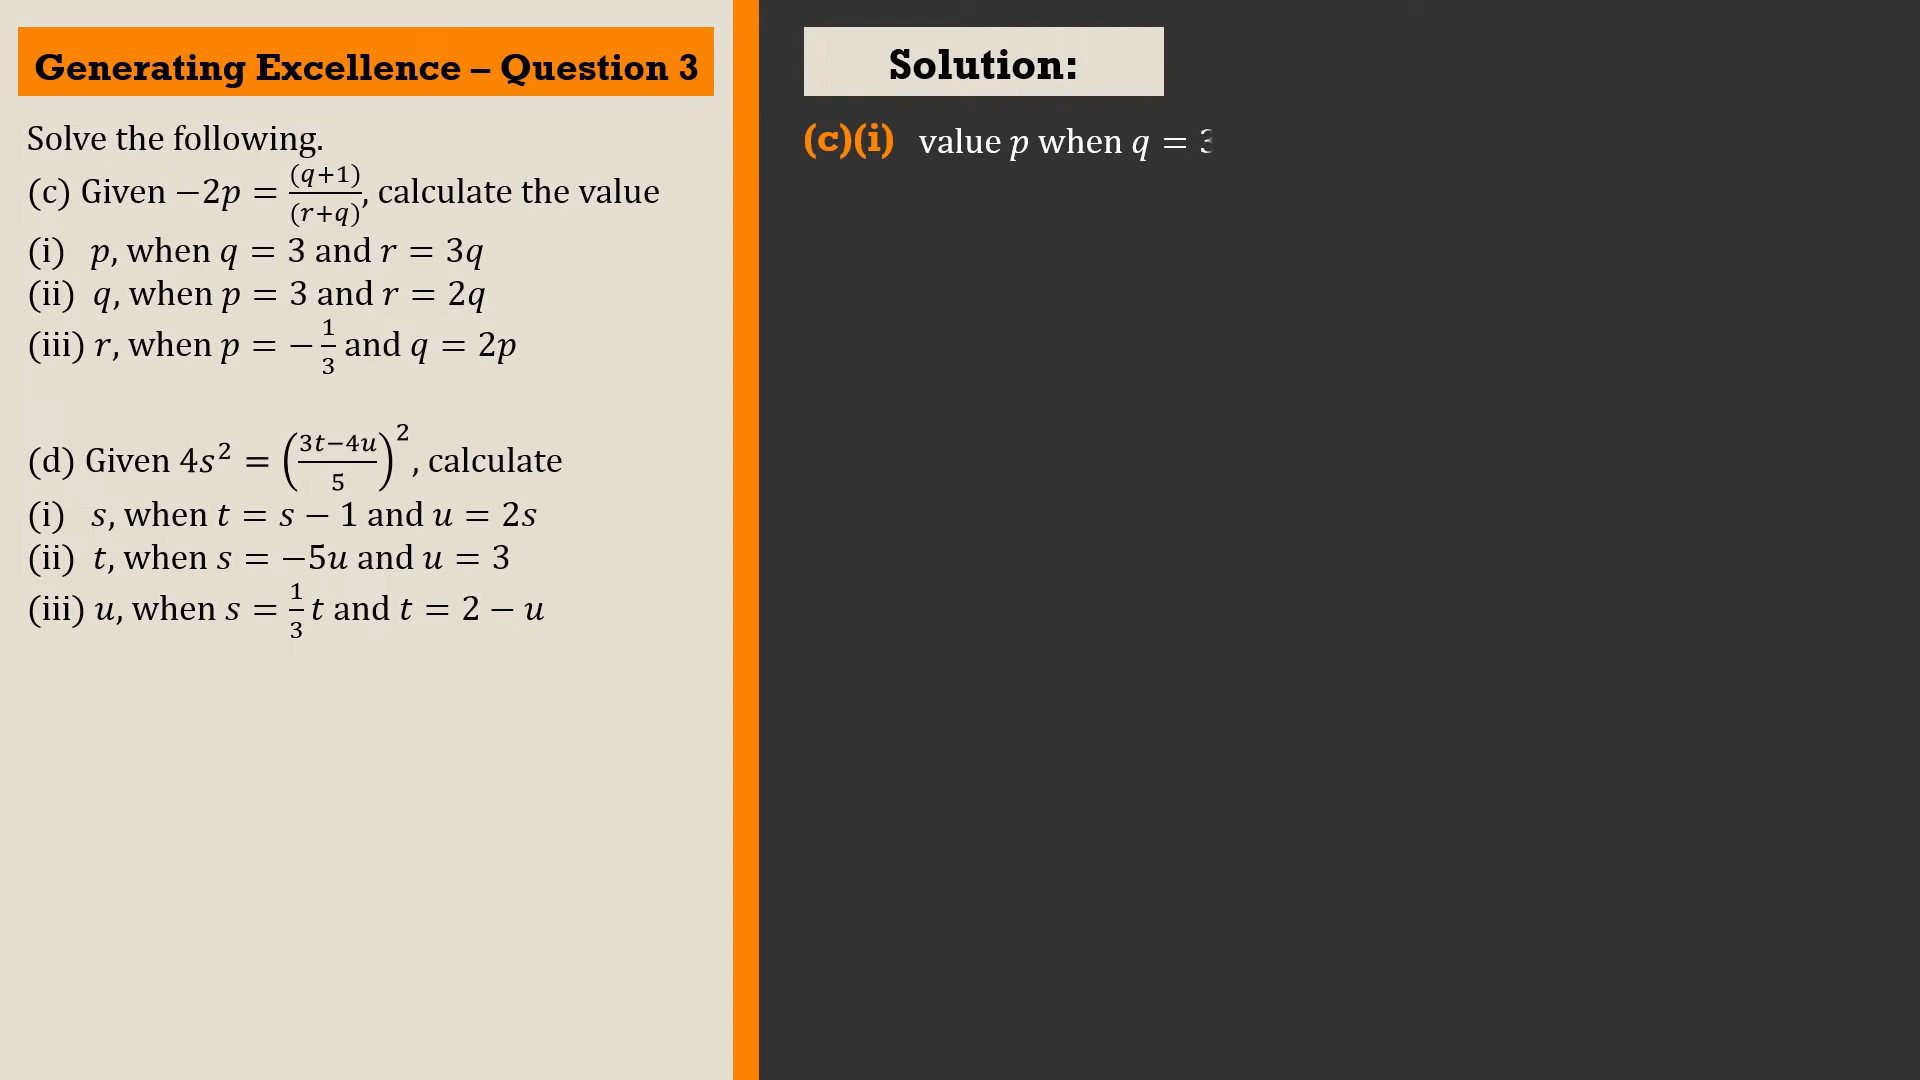 Generating Excellence – Question 3
Solve the following.
(c) Given −2p = (q+1)/(r+q), calculate the value
(i) p, when q = 3 and r = 3q
(ii) q, when p = 3 and r = 2q
(iii) r, when p = −1/3 and q = 2p
(d) Given 4s² = ((3t−4u)/5)², calculate
(i) s, when t = s − 1 and u = 2s
(ii) t, when s = −5u and u = 3
(iii) u, when s = 1/3 t and t = 2 − u
Solution:
(c)(i) value p when q = 3